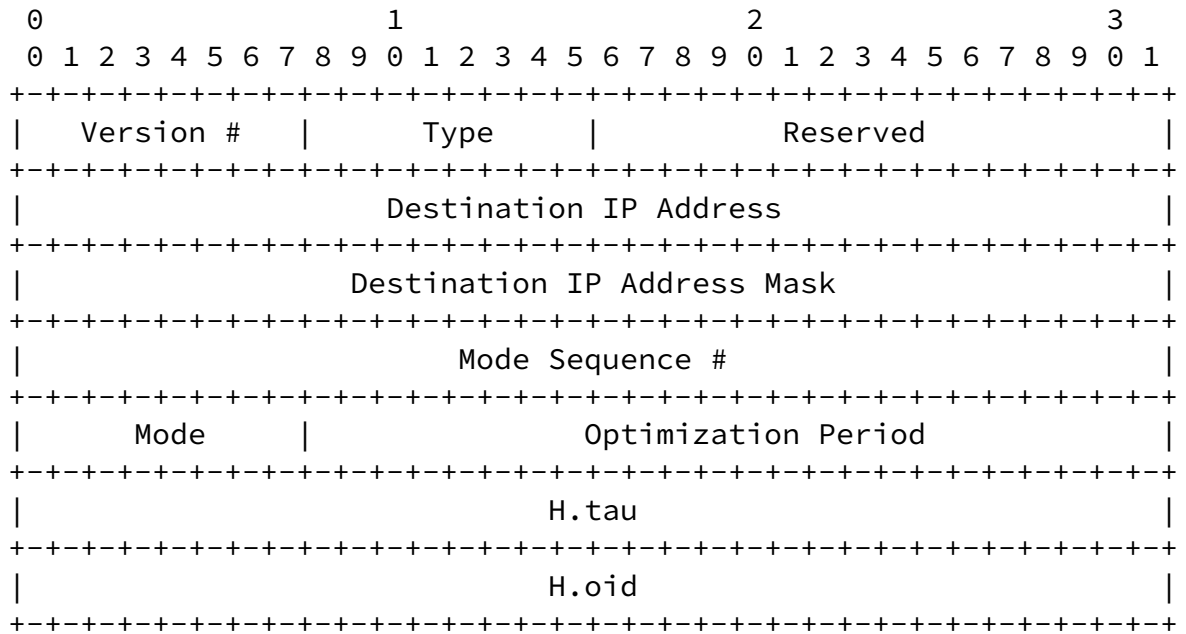 0                   1                   2                   3
 0 1 2 3 4 5 6 7 8 9 0 1 2 3 4 5 6 7 8 9 0 1 2 3 4 5 6 7 8 9 0 1
+-+-+-+-+-+-+-+-+-+-+-+-+-+-+-+-+-+-+-+-+-+-+-+-+-+-+-+-+-+-+-+-+
|   Version #   |      Type     |          Reserved             |
+-+-+-+-+-+-+-+-+-+-+-+-+-+-+-+-+-+-+-+-+-+-+-+-+-+-+-+-+-+-+-+-+
|                    Destination IP Address                     |
+-+-+-+-+-+-+-+-+-+-+-+-+-+-+-+-+-+-+-+-+-+-+-+-+-+-+-+-+-+-+-+-+
|                  Destination IP Address Mask                  |
+-+-+-+-+-+-+-+-+-+-+-+-+-+-+-+-+-+-+-+-+-+-+-+-+-+-+-+-+-+-+-+-+
|                        Mode Sequence #                        |
+-+-+-+-+-+-+-+-+-+-+-+-+-+-+-+-+-+-+-+-+-+-+-+-+-+-+-+-+-+-+-+-+
|      Mode     |               Optimization Period             |
+-+-+-+-+-+-+-+-+-+-+-+-+-+-+-+-+-+-+-+-+-+-+-+-+-+-+-+-+-+-+-+-+
|                             H.tau                             |
+-+-+-+-+-+-+-+-+-+-+-+-+-+-+-+-+-+-+-+-+-+-+-+-+-+-+-+-+-+-+-+-+
|                             H.oid                             |
+-+-+-+-+-+-+-+-+-+-+-+-+-+-+-+-+-+-+-+-+-+-+-+-+-+-+-+-+-+-+-+-+